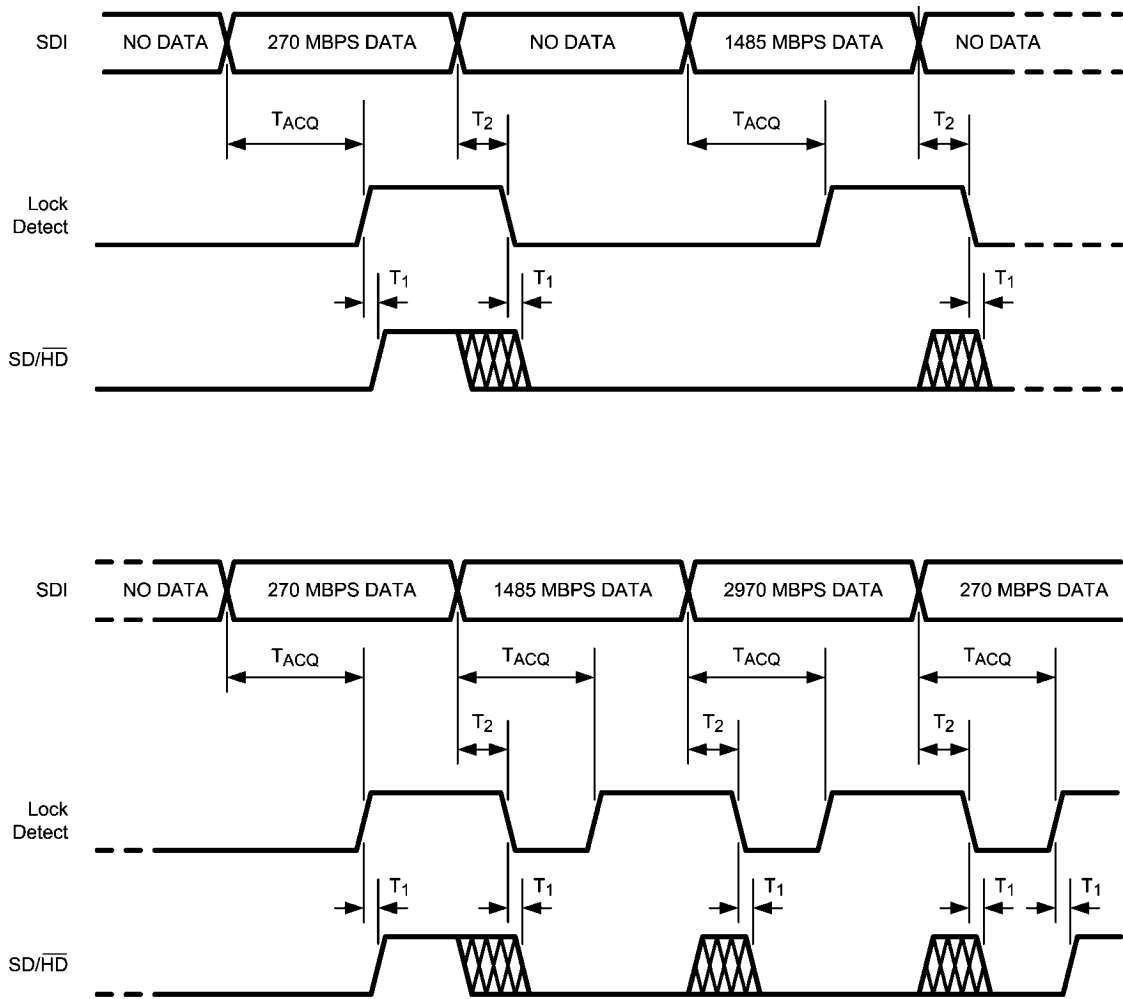 SDI NO DATA 270 MBPS DATA NO DATA 1485 MBPS DATA NO DATA
TACQ T2 TACQ T2
Lock
Detect
T1 T1 T1
SD/HD
SDI NO DATA 270 MBPS DATA 1485 MBPS DATA 2970 MBPS DATA 270 MBPS DATA
TACQ TACQ TACQ TACQ
T2 T2 T2
Lock
Detect
T1 T1 T1 T1 T1
SD/HD